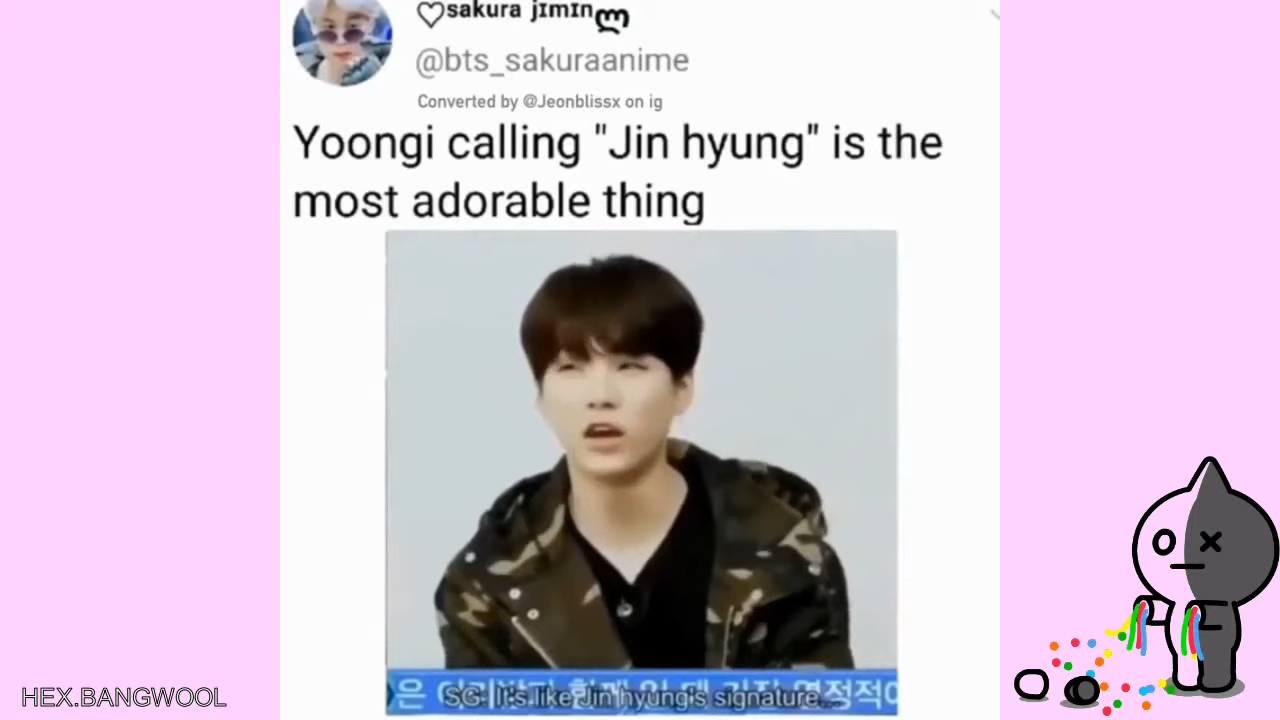 ♡sakura jɪmɪnლ
@bts_sakuraanime
Converted by @Jeonblissx on ig
Yoongi calling "Jin hyung" is the
most adorable thing
SG: It's like Jin hyung's signature...
HEX.BANGWOOL